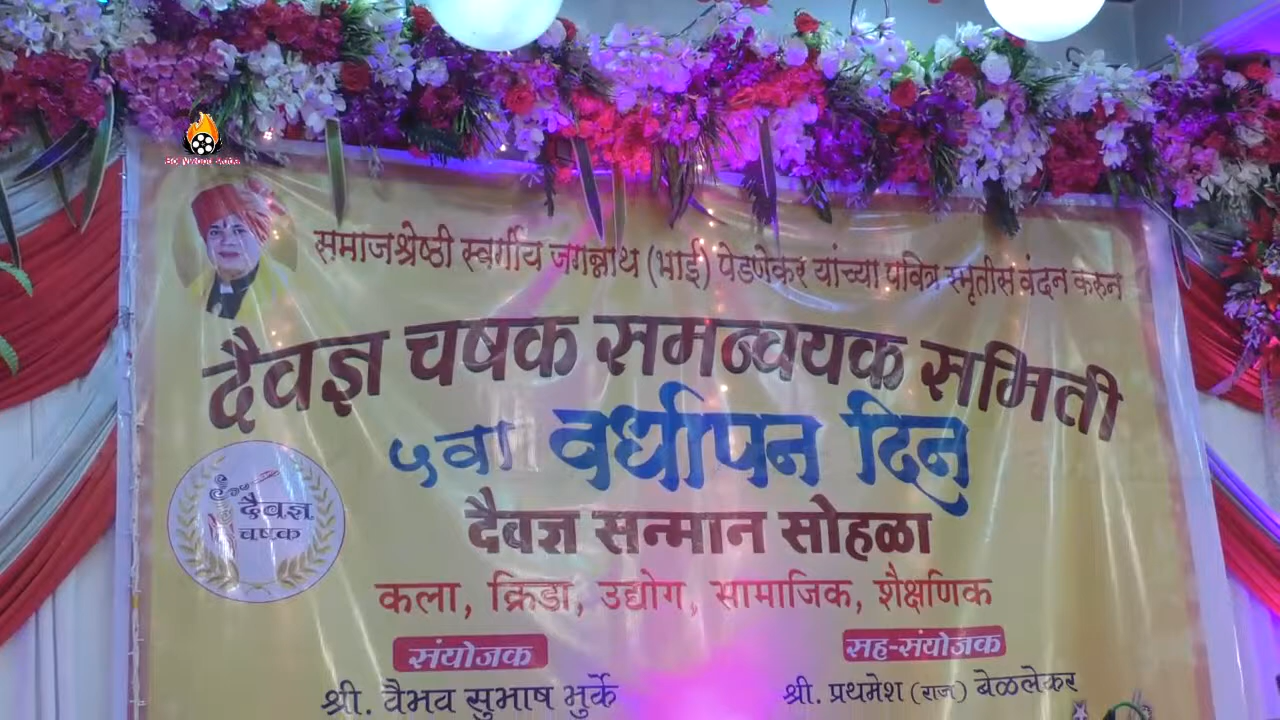 समाजश्रेष्ठी स्वर्गीय जगन्नाथ (भाई) पेडणेकर यांच्या पवित्र स्मृतीस वंदन करुन
दैवज्ञ चषक समन्वयक समिती
५वा वर्धापन दिन
दैवज्ञ चषक
दैवज्ञ सन्मान सोहळा
कला, क्रिडा, उद्योग, सामाजिक, शैक्षणिक
संयोजक
सह-संयोजक
श्री. वैभव सुभाष भुर्के
श्री. प्रथमेश (राज) बेळलेकर